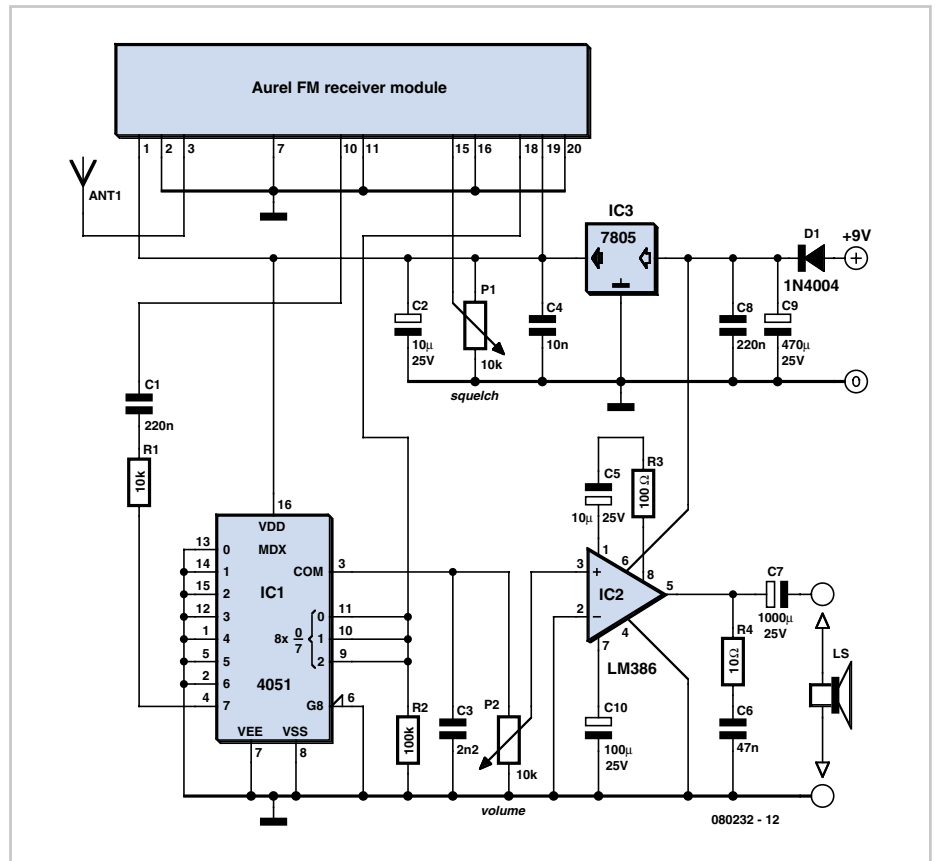 Aurel FM receiver module
1 2 3 7 10 11 15 16 18 19 20
ANT1
IC3
7805
D1
+9V
1N4004
C2
10µ
25V
P1
10k
squelch
C4
10n
C8
220n
C9
470µ
25V
0
C1
220n
R1
10k
16
VDD
MDX
IC1
8x 0/7
4051
COM
G8
VEE
VSS
13 0
14 1
15 2
12 3
1 4
5 5
2 6
4 7
3
0 11
1 10
2 9
6
7
8
R2
100k
C3
2n2
P2
10k
volume
C5
10µ 25V
R3
100 Ω
1
6
8
3
+
IC2
5
2
–
4
7
LM386
C10
100µ
25V
C7
1000µ
25V
R4
10Ω
C6
47n
LS
080232 - 12